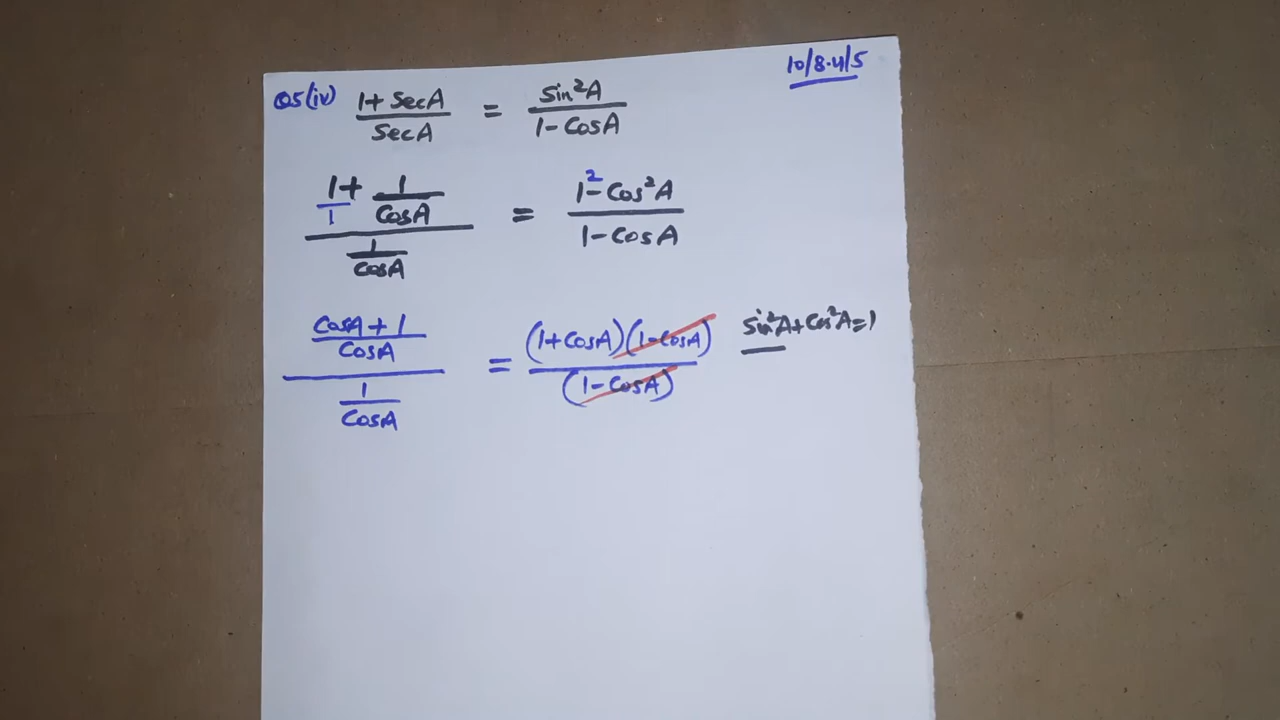 10/8.4/5
Q5(iv) (1 + SecA)/(SecA) = (Sin²A)/(1 - CosA)
(1/1 + 1/CosA)/(1/CosA) = (1² - Cos²A)/(1 - CosA)
((CosA + 1)/CosA)/(1/CosA) = ((1 + CosA)(1 - CosA))/((1 - CosA)) Sin²A + Cos²A = 1